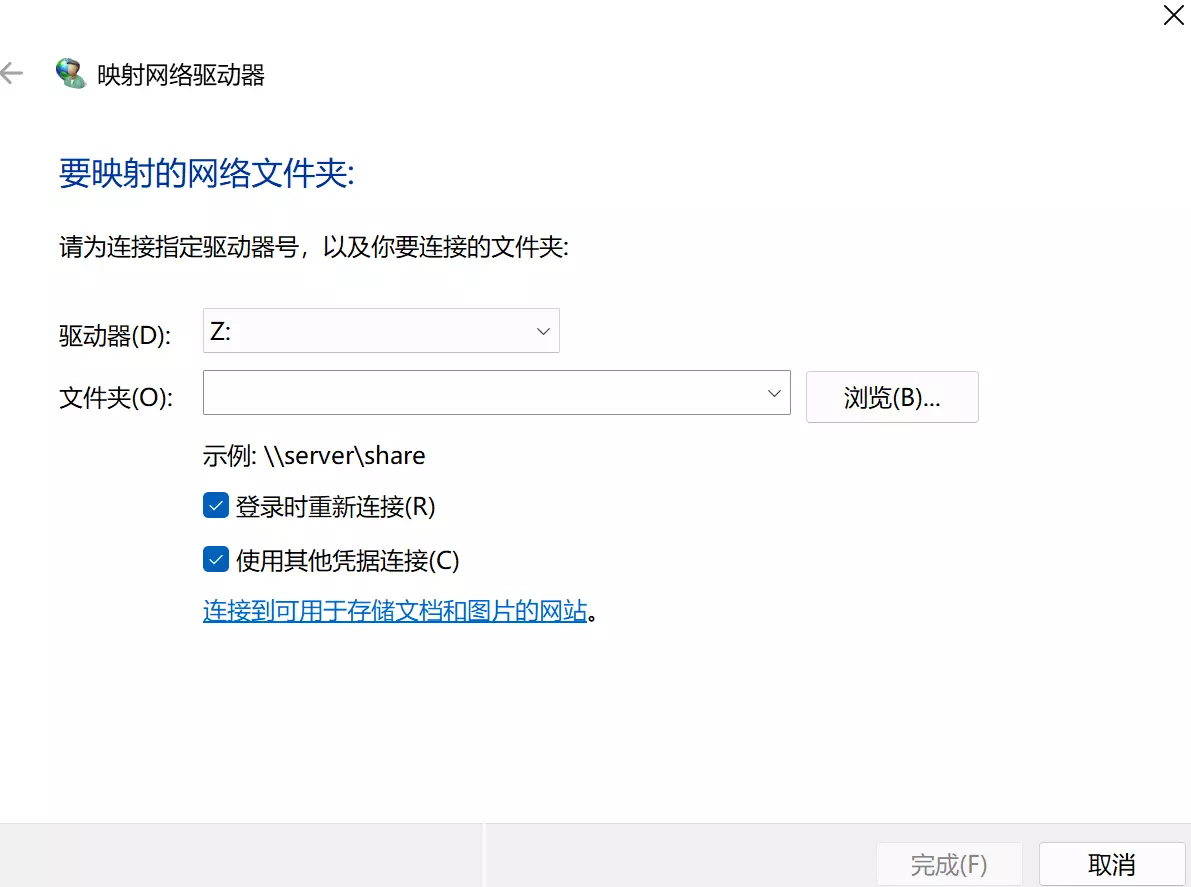 映射网络驱动器
要映射的网络文件夹:
请为连接指定驱动器号，以及你要连接的文件夹:
驱动器(D): Z:
文件夹(O): 浏览(B)...
示例: \\server\share
登录时重新连接(R)
使用其他凭据连接(C)
连接到可用于存储文档和图片的网站。
完成(F) 取消